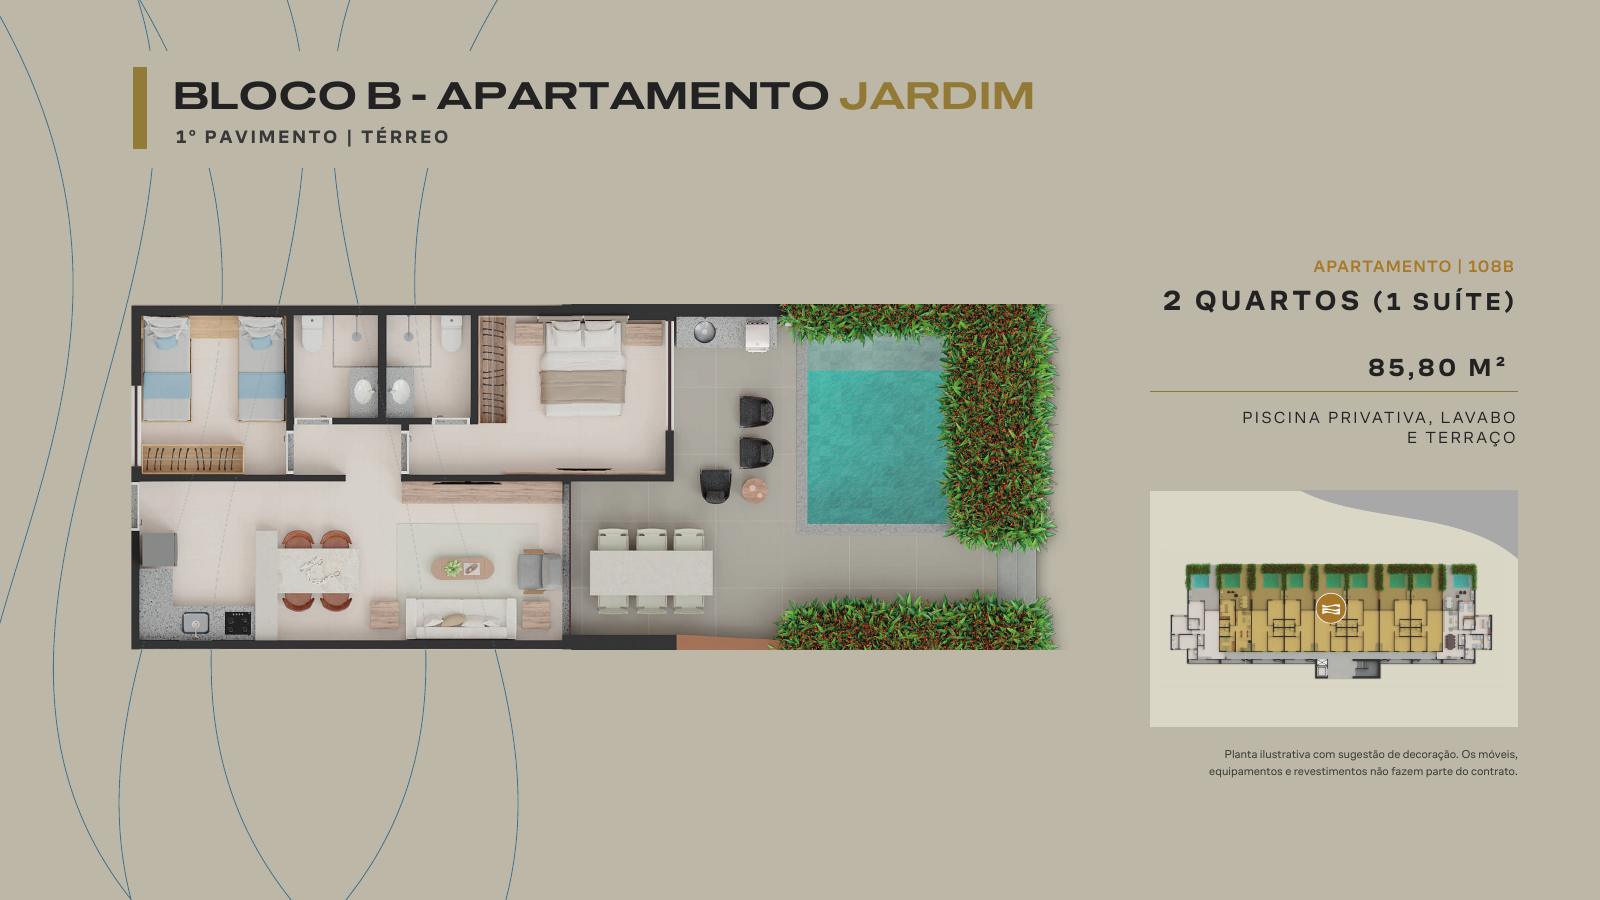 BLOCO B - APARTAMENTO JARDIM
1º PAVIMENTO | TÉRREO
APARTAMENTO | 108B
2 QUARTOS (1 SUÍTE)
85,80 M²
PISCINA PRIVATIVA, LAVABO
E TERRAÇO
Planta ilustrativa com sugestão de decoração. Os móveis,
equipamentos e revestimentos não fazem parte do contrato.